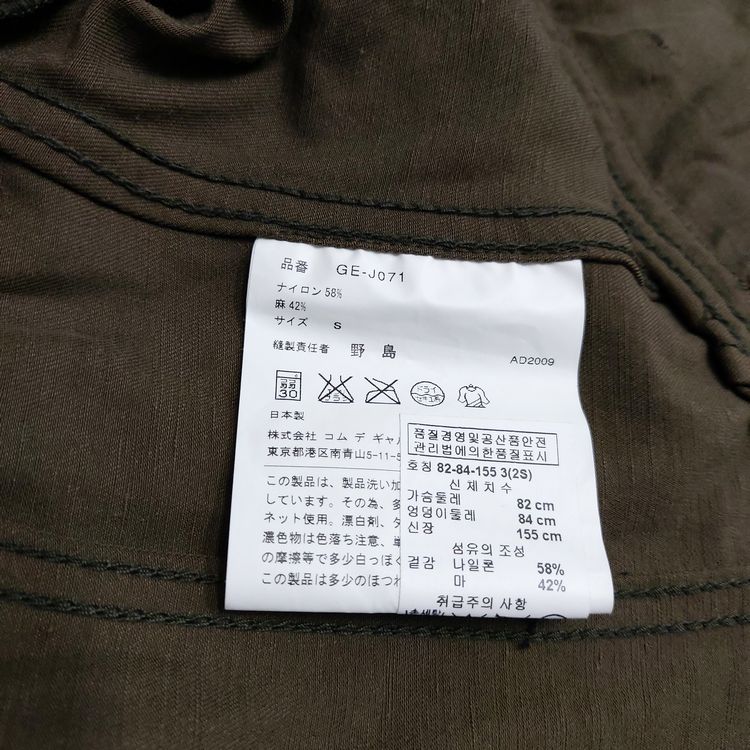 品番 GE-J071
ナイロン 58%
麻 42%
サイズ S
縫製責任者 野 島
AD2009
30
日本製
株式会社 コム デ ギャル
東京都港区南青山5-11-5
この製品は、製品洗い加
しています。その為、多
ネット使用。漂白剤、タ
濃色物は色落ち注意、単
の摩擦等で多少白っぽく
この製品は多少のほつれ
품질경영및공산품안전
관리법에의한품질표시
호칭 82-84-155 3(2S)
신체치수
가슴둘레 82 cm
엉덩이둘레 84 cm
신장 155 cm
섬유의 조성
겉감 나일론 58%
마 42%
취급주의 사항